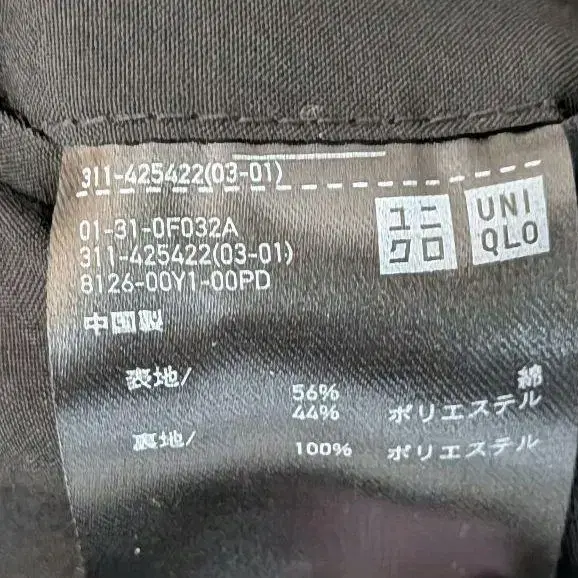 311-425422(03-01)
01-31-0F032A
311-425422(03-01)
8126-00Y1-00PD
ユニ
クロ
UNI
QLO
中国製
表地/ 56% 綿
44% ポリエステル
裏地/ 100% ポリエステル